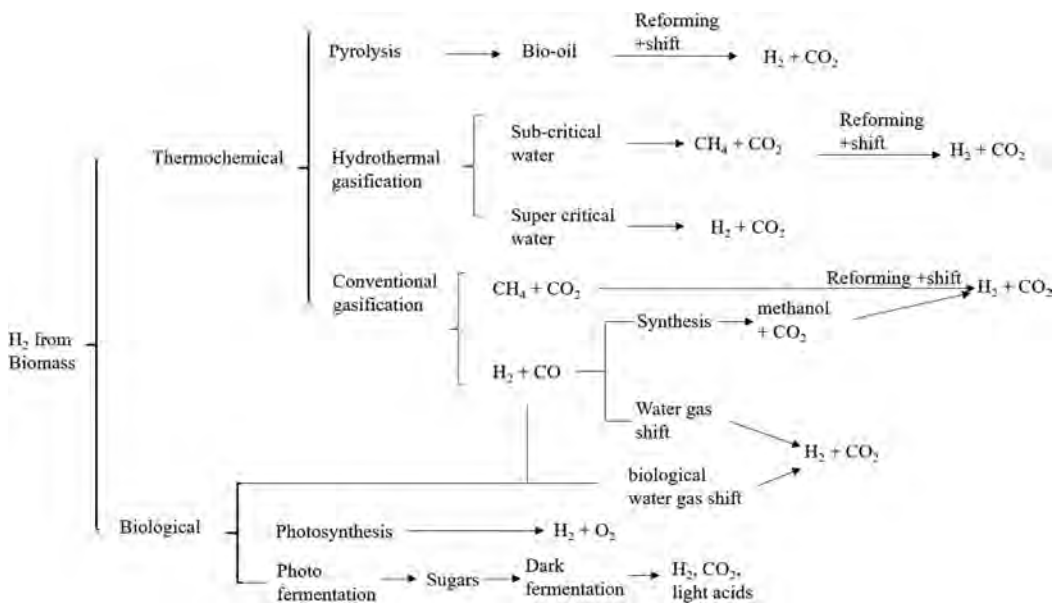 Reforming
+shift
Pyrolysis
Bio-oil
H₂ + CO₂
Thermochemical
Hydrothermal
gasification
Sub-critical
water
CH₄ + CO₂
Reforming
+shift
H₂ + CO₂
Super critical
water
H₂ + CO₂
Conventional
gasification
CH₄ + CO₂
Reforming +shift
H₂ + CO₂
Synthesis
methanol
+ CO₂
H₂ from
Biomass
H₂ + CO
Water gas
shift
H₂ + CO₂
biological
water gas shift
Biological
Photosynthesis
H₂ + O₂
Photo
fermentation
Sugars
Dark
fermentation
H₂, CO₂,
light acids